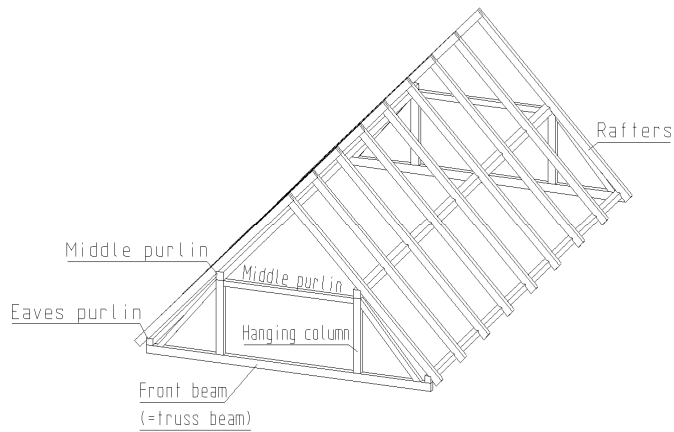 Rafters
Middle purlin
Middle purlin
Eaves purlin
Hanging column
Front beam
(=truss beam)